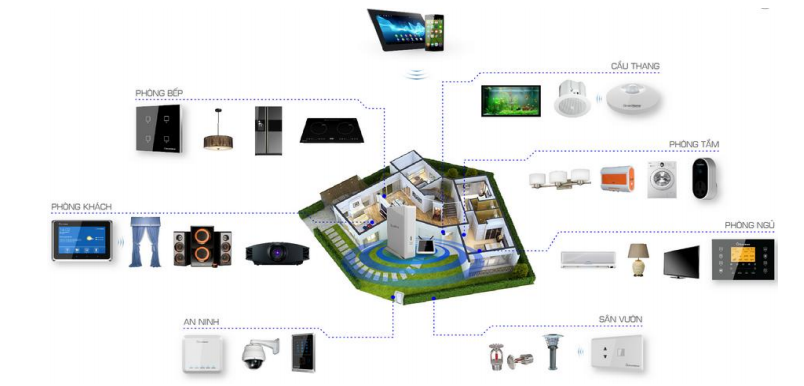 CẦU THANG
PHÒNG BẾP
PHÒNG TẮM
PHÒNG KHÁCH
PHÒNG NGỦ
AN NINH
SÂN VƯỜN